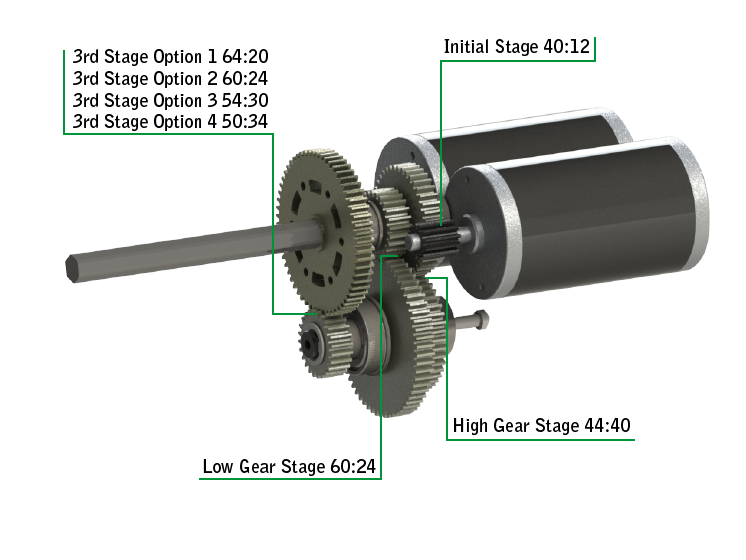 3rd Stage Option 1 64:20
3rd Stage Option 2 60:24
3rd Stage Option 3 54:30
3rd Stage Option 4 50:34
Initial Stage 40:12
High Gear Stage 44:40
Low Gear Stage 60:24